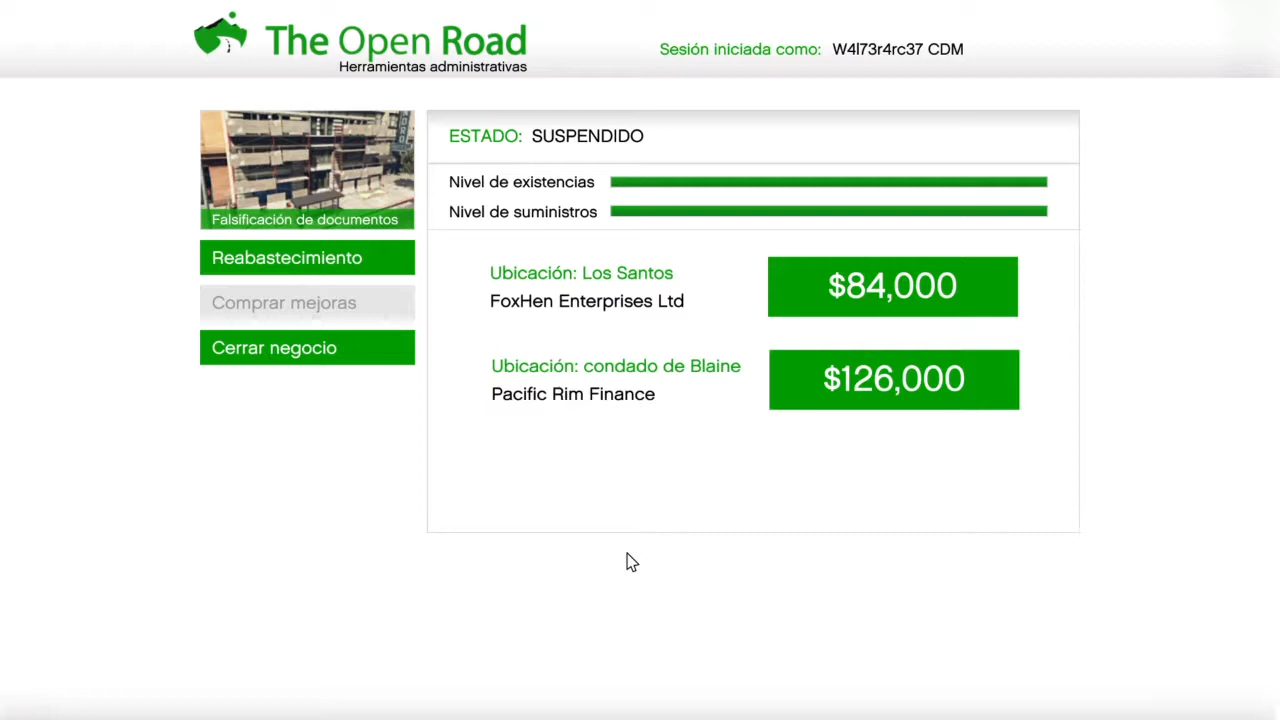 The Open Road
Herramientas administrativas
Sesión iniciada como: W4l73r4rc37 CDM
ESTADO: SUSPENDIDO
Nivel de existencias
Nivel de suministros
Falsificación de documentos
Reabastecimiento
Comprar mejoras
Cerrar negocio
Ubicación: Los Santos
FoxHen Enterprises Ltd
$84,000
Ubicación: condado de Blaine
Pacific Rim Finance
$126,000